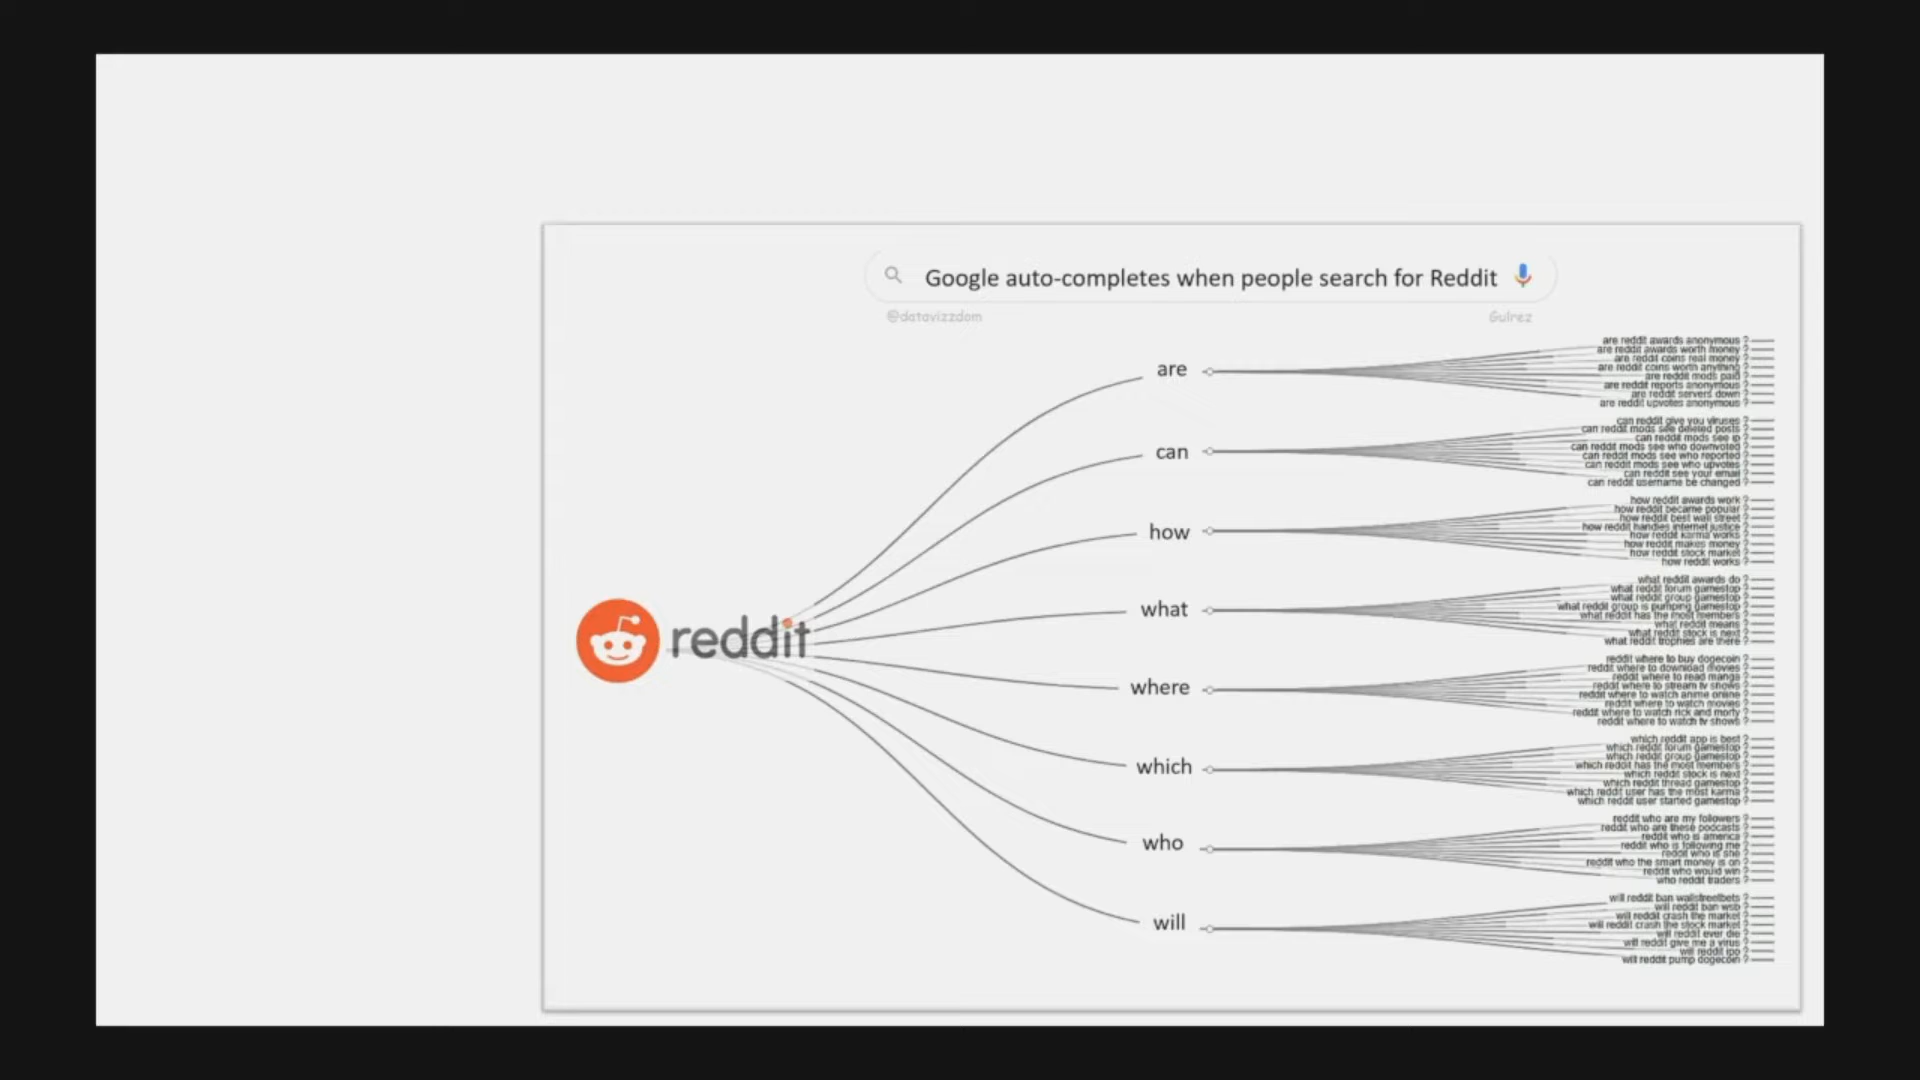 Google auto-completes when people search for Reddit
@datavizzdom
Gulrez
reddit
are
are reddit awards anonymous ?
are reddit awards worth money ?
are reddit coins real money ?
are reddit coins worth anything ?
are reddit mods paid ?
are reddit reports anonymous ?
are reddit servers down ?
are reddit upvotes anonymous ?
can
can reddit give you viruses ?
can reddit mods see deleted posts ?
can reddit mods see ip ?
can reddit mods see who downvoted ?
can reddit mods see who reported ?
can reddit mods see who upvotes ?
can reddit see your email ?
can reddit username be changed ?
how
how reddit awards work ?
how reddit became popular ?
how reddit best wall street ?
how reddit handles internet justice ?
how reddit karma works ?
how reddit makes money ?
how reddit stock market ?
how reddit works ?
what
what reddit awards do ?
what reddit forum gamestop ?
what reddit group gamestop ?
what reddit group is pumping gamestop ?
what reddit has the most members ?
what reddit means ?
what reddit stock is next ?
what reddit trophies are there ?
where
reddit where to buy dogecoin ?
reddit where to download movies ?
reddit where to read manga ?
reddit where to stream tv shows ?
reddit where to watch anime online ?
reddit where to watch movies ?
reddit where to watch rick and morty ?
reddit where to watch tv shows ?
which
which reddit app is best ?
which reddit forum gamestop ?
which reddit group gamestop ?
which reddit has the most members ?
which reddit stock is next ?
which reddit thread gamestop ?
which reddit user has the most karma ?
which reddit user started gamestop ?
who
reddit who are my followers ?
reddit who are these podcasts ?
reddit who is america ?
reddit who is following me ?
reddit who is she ?
reddit who the smart money is on ?
reddit who would win ?
who reddit traders ?
will
will reddit ban wallstreetbets ?
will reddit ban wsb ?
will reddit crash the market ?
will reddit crash the stock market ?
will reddit ever die ?
will reddit give me a virus ?
will reddit ipo ?
will reddit pump dogecoin ?